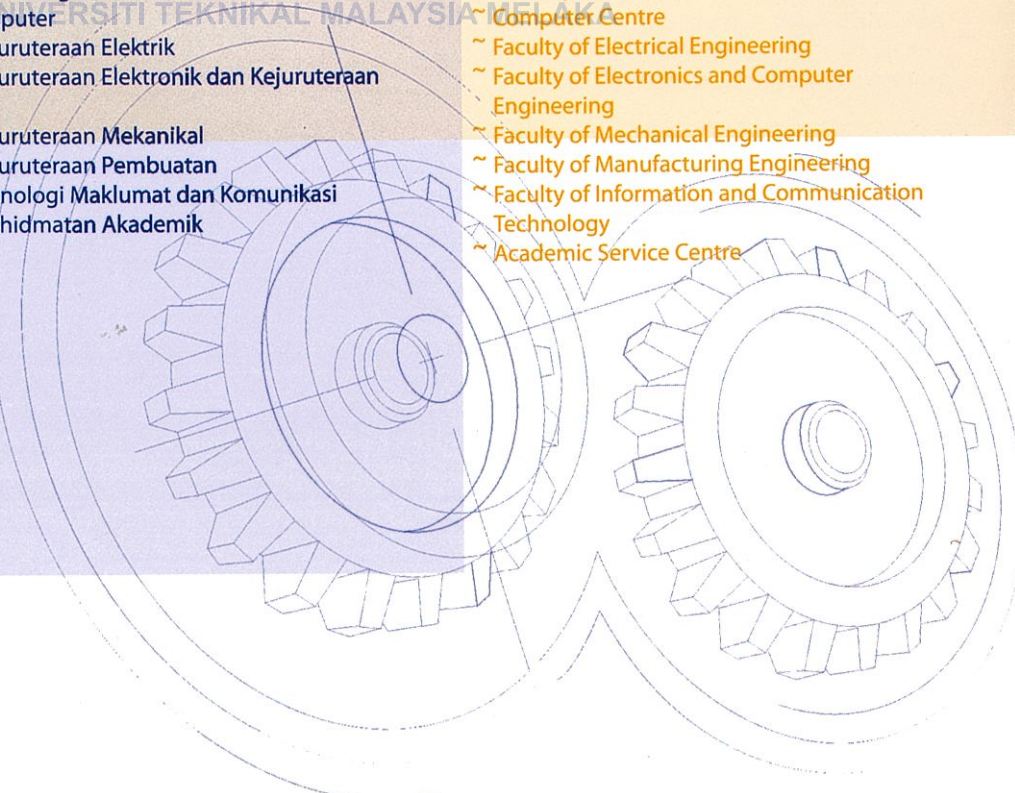 UNIVERSITI TEKNIKAL MALAYSIA MELAKA
puter
uruteraan Elektrik
uruteraan Elektronik dan Kejuruteraan
uruteraan Mekanikal
uruteraan Pembuatan
nologi Maklumat dan Komunikasi
hidmatan Akademik
~ Computer Centre
~ Faculty of Electrical Engineering
~ Faculty of Electronics and Computer
Engineering
~ Faculty of Mechanical Engineering
~ Faculty of Manufacturing Engineering
~ Faculty of Information and Communication
Technology
~ Academic Service Centre